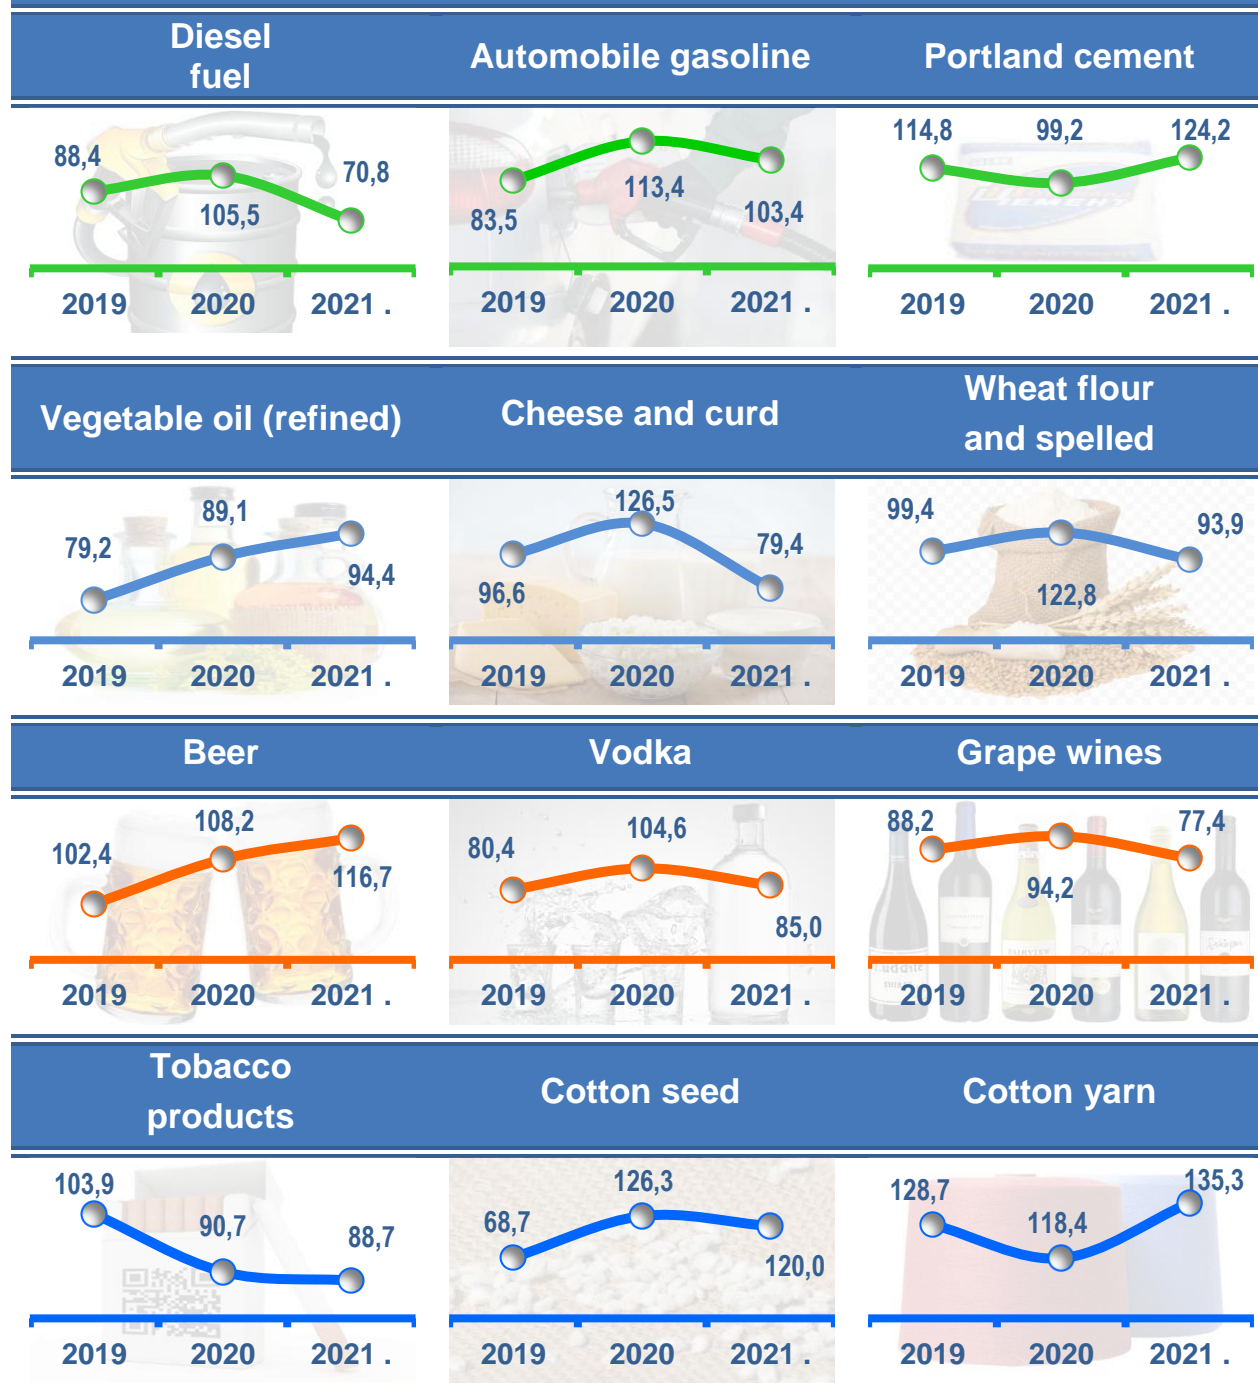 Diesel
fuel
Automobile gasoline
Portland cement
88,4
105,5
70,8
2019 2020 2021 .
83,5
113,4
103,4
2019 2020 2021 .
114,8
99,2
124,2
ЦЕМЕНТ
2019 2020 2021 .
Vegetable oil (refined)
Cheese and curd
Wheat flour
and spelled
79,2
89,1
94,4
2019 2020 2021 .
96,6
126,5
79,4
2019 2020 2021 .
99,4
122,8
93,9
2019 2020 2021 .
Beer
Vodka
Grape wines
102,4
108,2
116,7
2019 2020 2021 .
80,4
104,6
85,0
2019 2020 2021 .
88,2
94,2
77,4
2019 2020 2021 .
Tobacco
products
Cotton seed
Cotton yarn
103,9
90,7
88,7
2019 2020 2021 .
68,7
126,3
120,0
2019 2020 2021 .
128,7
118,4
135,3
2019 2020 2021 .